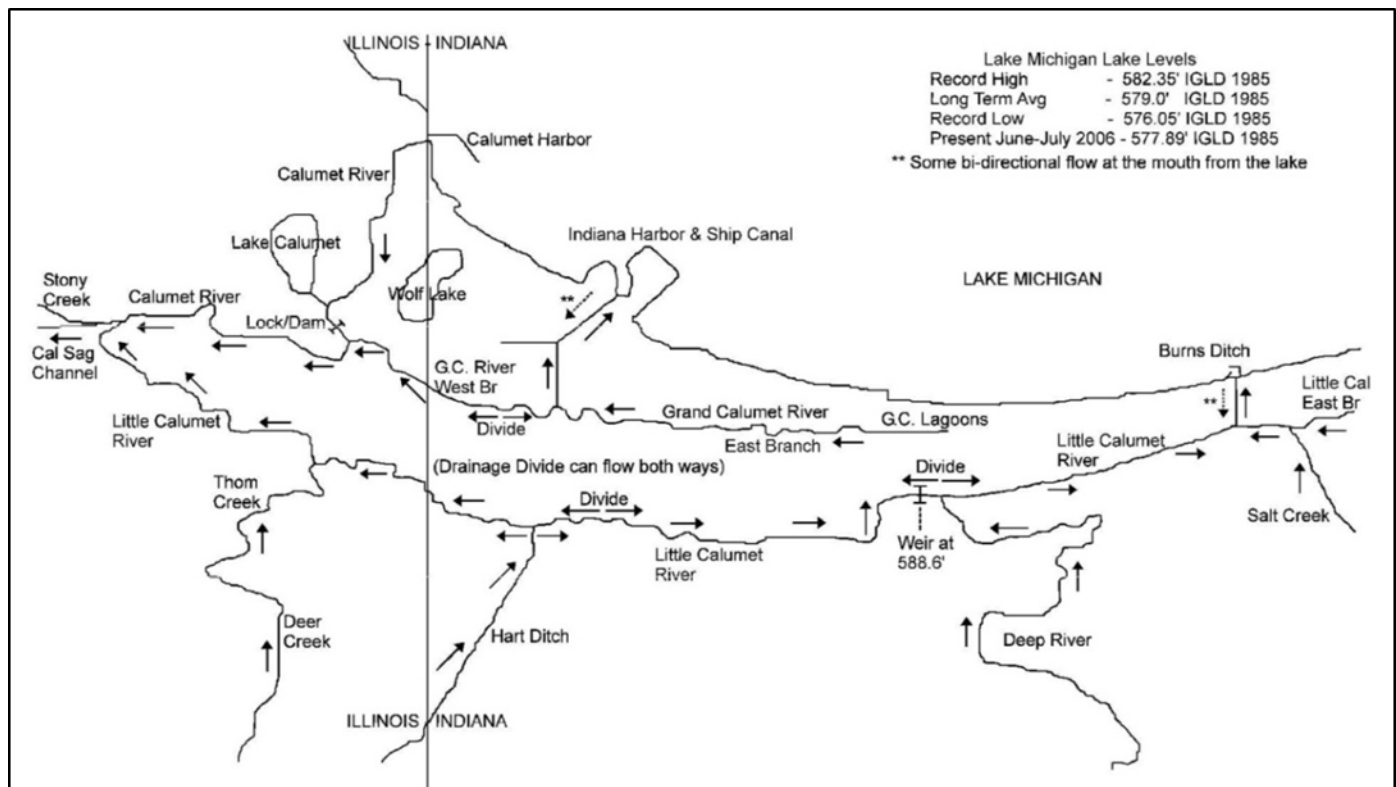 ILLINOIS INDIANA
Lake Michigan Lake Levels
Record High - 582.35' IGLD 1985
Long Term Avg - 579.0' IGLD 1985
Record Low - 576.05' IGLD 1985
Present June-July 2006 - 577.89' IGLD 1985
** Some bi-directional flow at the mouth from the lake
Calumet Harbor
Calumet River
Lake Calumet
Indiana Harbor & Ship Canal
Wolf Lake
**
LAKE MICHIGAN
Stony
Creek
Calumet River
Lock/Dam
Cal Sag
Channel
G.C. River
West Br
Burns Ditch
**
Little Cal
East Br
Divide
Grand Calumet River
G.C. Lagoons
East Branch
Little Calumet
River
Little Calumet
River
(Drainage Divide can flow both ways)
Divide
Thorn
Creek
Divide
Salt Creek
Little Calumet
River
Weir at
588.6'
Deer
Creek
Hart Ditch
Deep River
ILLINOIS INDIANA